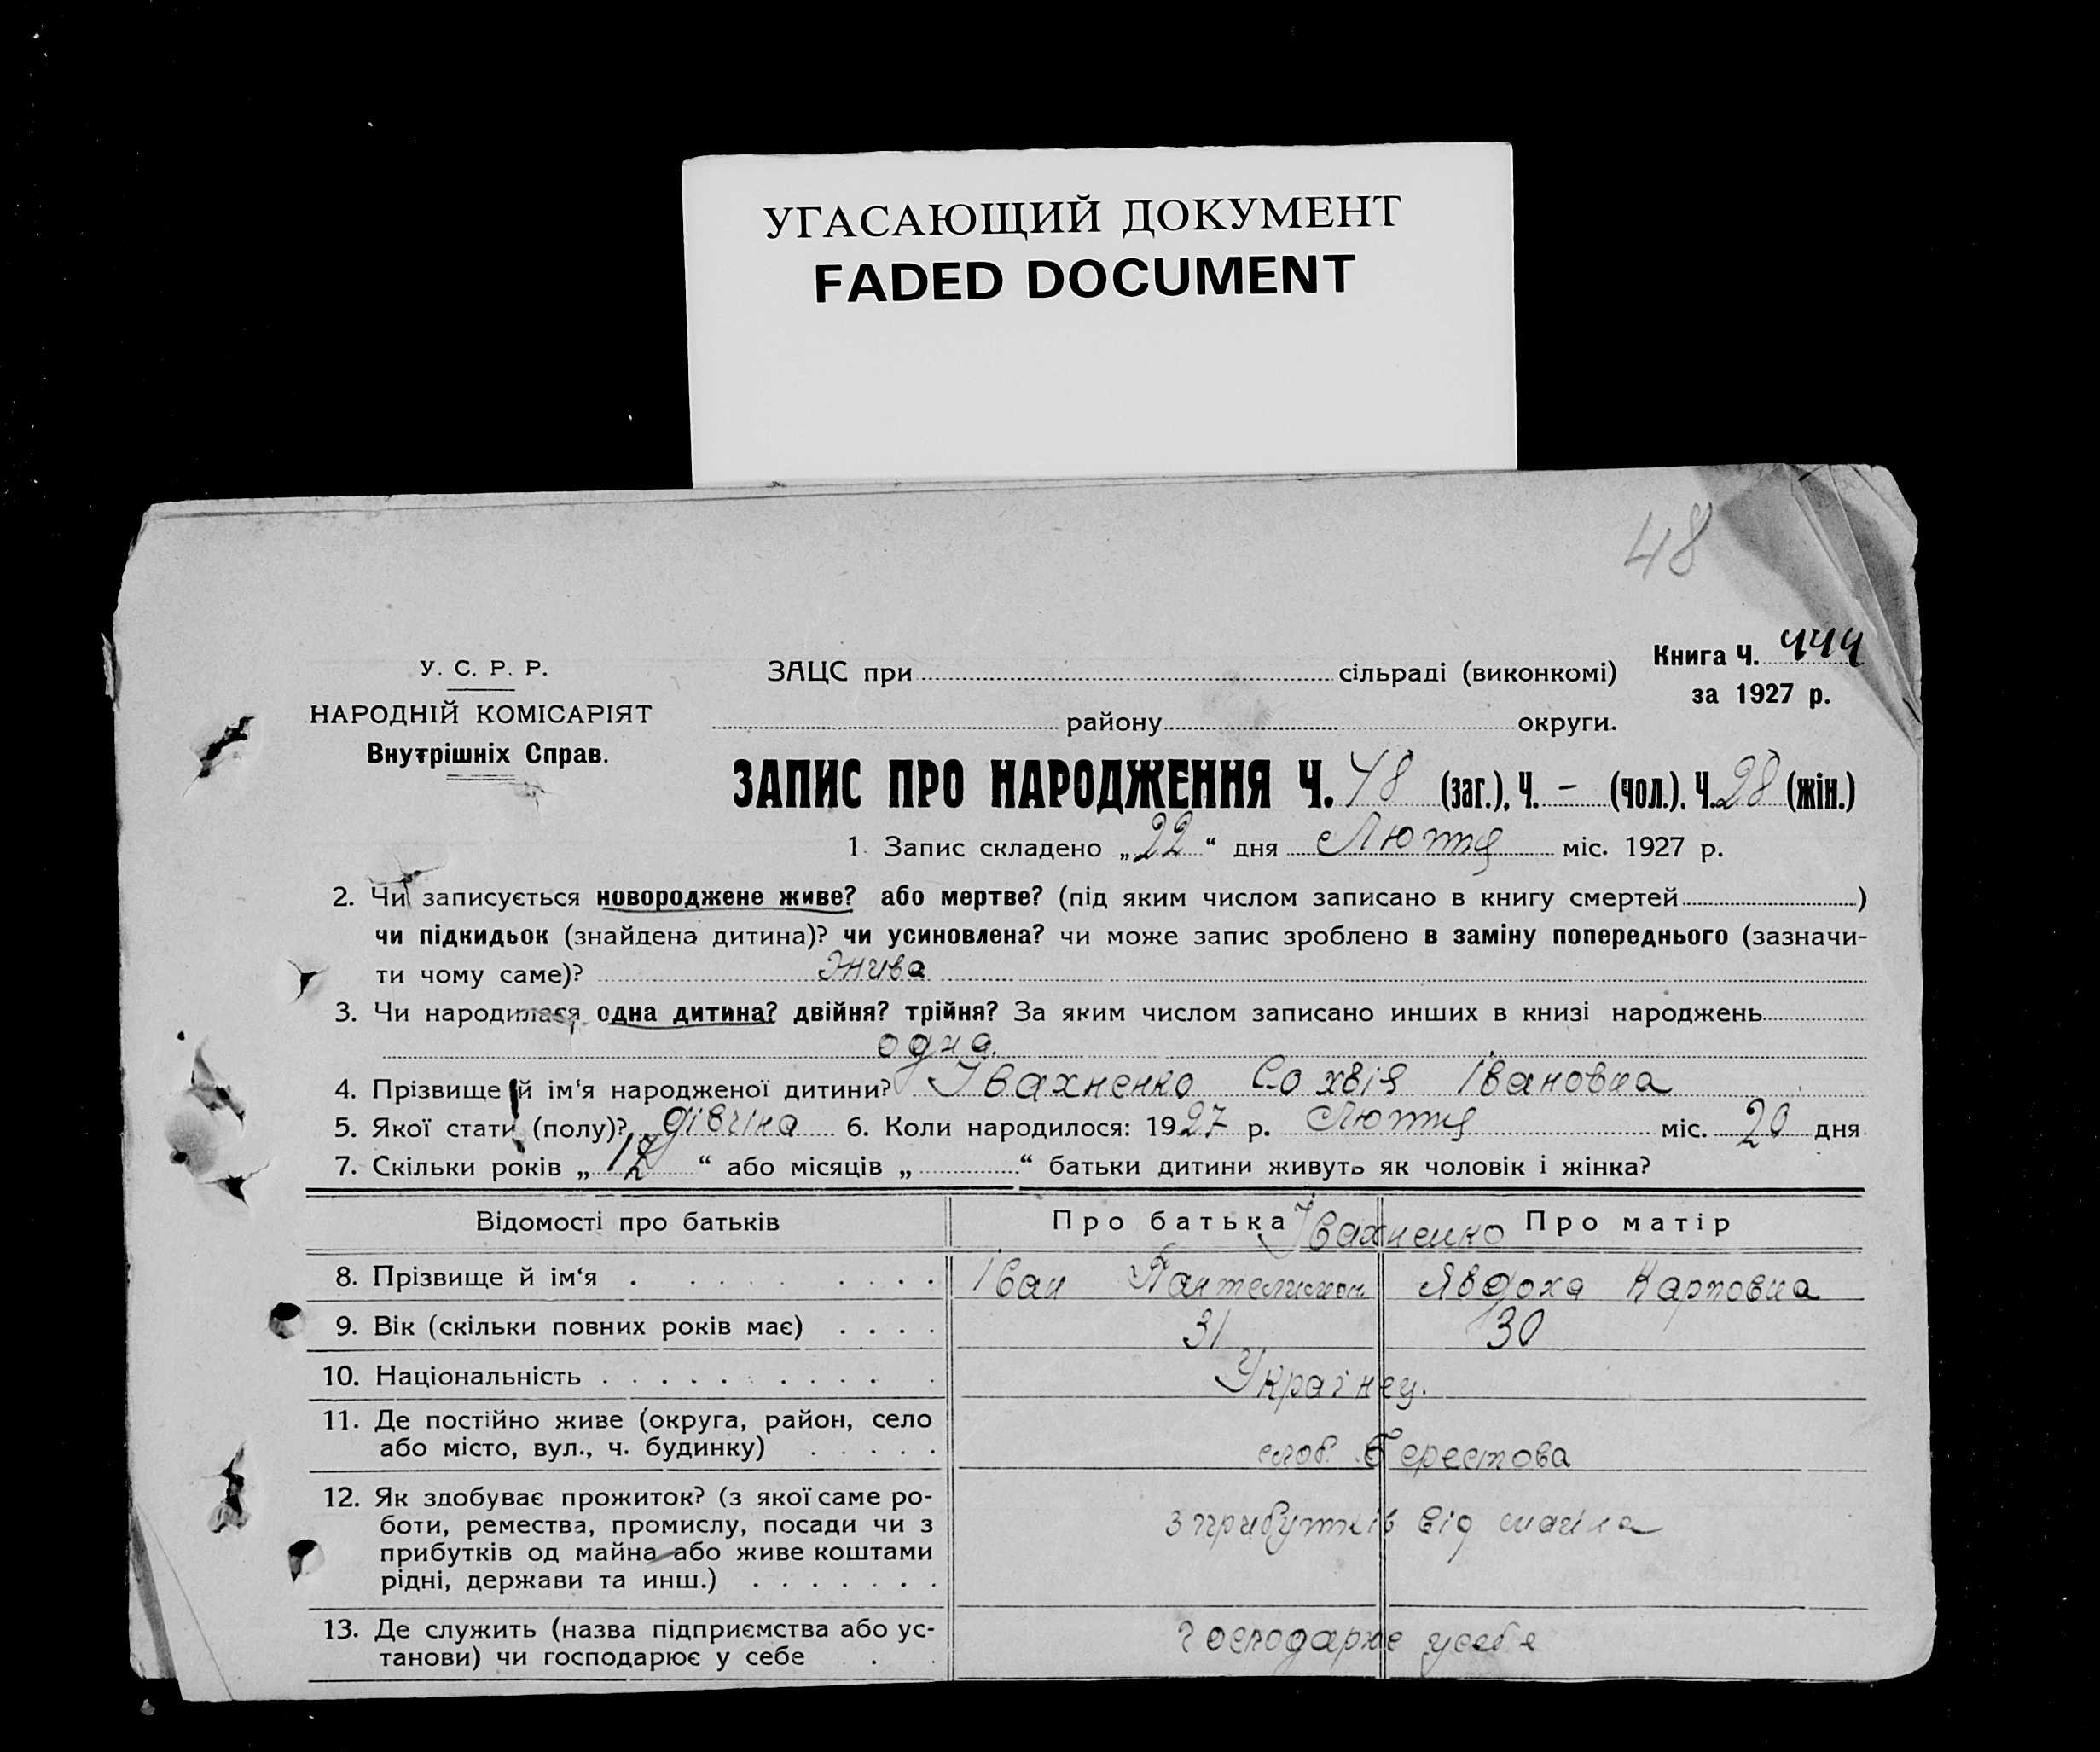 УГАСАЮЩИЙ ДОКУМЕНТ
FADED DOCUMENT
48
У. С. Р. Р.
НАРОДНІЙ КОМІСАРІЯТ
Внутрішніх Справ.
ЗАЦС при сільраді (виконкомі)
району округи.
Книга Ч. 444
за 1927 р.
ЗАПИС ПРО НАРОДЖЕННЯ Ч. 48 (заг.), Ч. – (чол.). Ч. 28 (жін.)
1. Запис складено „22“ дня Лютня міс. 1927 р.
2. Чи записується новороджене живе? або мертве? (під яким числом записано в книгу смертей )
чи підкидьок (знайдена дитина)? чи усиновлена? чи може запис зроблено в заміну попереднього (зазначи-
ти чому саме)? Жива
3. Чи народилася одна дитина? двійня? трійня? За яким числом записано инших в книзі народжень
одна.
4. Прізвище й ім‘я народженої дитини? Івахненко Сохвія Івановна
5. Якої стати (полу)? дівчіна 6. Коли народилося: 1927 р. Лютня міс. 20 дня
7. Скільки років „12“ або місяців „ “ батьки дитини живуть як чоловік і жінка?
Відомості про батьків Про батька Івахненко Про матір
8. Прізвище й ім‘я . . . . . . . Іван Пантелимон Явдоха Карповна
9. Вік (скільки повних років має) . . . . 31 30
10. Національність . . . . . . . . . . Українец.
11. Де постійно живе (округа, район, село
або місто, вул., ч. будинку) . . . . . слоб. Берестова
12. Як здобуває прожиток? (з якої саме ро-
боти, ремества, промислу, посади чи з
прибутків од майна або живе коштами
рідні, держави та инш.) . . . . . . .
з прибутків від майна
13. Де служить (назва підприємства або ус-
танови) чи господарює у себе . .
господарює усебе